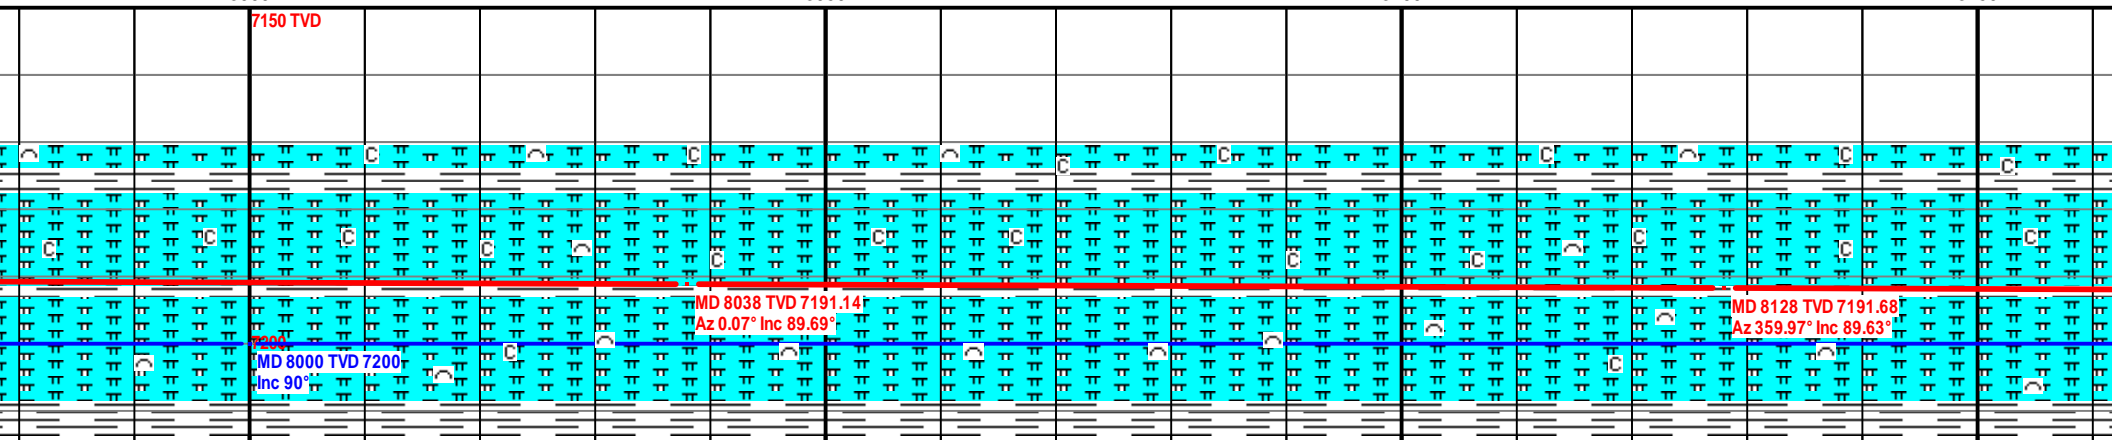 7150 TVD
MD 8038 TVD 7191.14
Az 0.07° Inc 89.69°
MD 8128 TVD 7191.68
Az 359.97° Inc 89.63°
7200
MD 8000 TVD 7200
Inc 90°